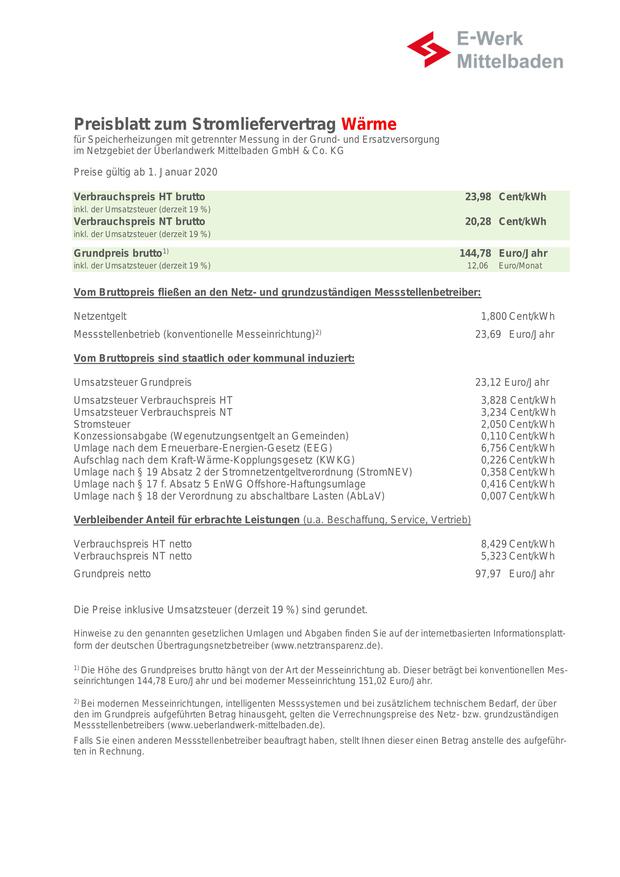 E-Werk
Mittelbaden
Preisblatt zum Stromliefervertrag Wärme
für Speicherheizungen mit getrennter Messung in der Grund- und Ersatzversorgung
im Netzgebiet der Überlandwerk Mittelbaden GmbH & Co. KG
Preise gültig ab 1. Januar 2020
Verbrauchspreis HT brutto 23,98 Cent/kWh
inkl. der Umsatzsteuer (derzeit 19 %)
Verbrauchspreis NT brutto 20,28 Cent/kWh
inkl. der Umsatzsteuer (derzeit 19 %)
Grundpreis brutto1) 144,78 Euro/Jahr
inkl. der Umsatzsteuer (derzeit 19 %) 12,06 Euro/Monat
Vom Bruttopreis fließen an den Netz- und grundzuständigen Messstellenbetreiber:
Netzentgelt 1,800 Cent/kWh
Messstellenbetrieb (konventionelle Messeinrichtung)2) 23,69 Euro/Jahr
Vom Bruttopreis sind staatlich oder kommunal induziert:
Umsatzsteuer Grundpreis 23,12 Euro/Jahr
Umsatzsteuer Verbrauchspreis HT 3,828 Cent/kWh
Umsatzsteuer Verbrauchspreis NT 3,234 Cent/kWh
Stromsteuer 2,050 Cent/kWh
Konzessionsabgabe (Wegenutzungsentgelt an Gemeinden) 0,110 Cent/kWh
Umlage nach dem Erneuerbare-Energien-Gesetz (EEG) 6,756 Cent/kWh
Aufschlag nach dem Kraft-Wärme-Kopplungsgesetz (KWKG) 0,226 Cent/kWh
Umlage nach § 19 Absatz 2 der Stromnetzentgeltverordnung (StromNEV) 0,358 Cent/kWh
Umlage nach § 17 f. Absatz 5 EnWG Offshore-Haftungsumlage 0,416 Cent/kWh
Umlage nach § 18 der Verordnung zu abschaltbare Lasten (AbLaV) 0,007 Cent/kWh
Verbleibender Anteil für erbrachte Leistungen (u.a. Beschaffung, Service, Vertrieb)
Verbrauchspreis HT netto 8,429 Cent/kWh
Verbrauchspreis NT netto 5,323 Cent/kWh
Grundpreis netto 97,97 Euro/Jahr
Die Preise inklusive Umsatzsteuer (derzeit 19 %) sind gerundet.
Hinweise zu den genannten gesetzlichen Umlagen und Abgaben finden Sie auf der internetbasierten Informationsplatt-
form der deutschen Übertragungsnetzbetreiber (www.netztransparenz.de).
1) Die Höhe des Grundpreises brutto hängt von der Art der Messeinrichtung ab. Dieser beträgt bei konventionellen Mes-
seinrichtungen 144,78 Euro/Jahr und bei moderner Messeinrichtung 151,02 Euro/Jahr.
2) Bei modernen Messeinrichtungen, intelligenten Messsystemen und bei zusätzlichem technischem Bedarf, der über
den im Grundpreis aufgeführten Betrag hinausgeht, gelten die Verrechnungspreise des Netz- bzw. grundzuständigen
Messstellenbetreibers (www.ueberlandwerk-mittelbaden.de).
Falls Sie einen anderen Messstellenbetreiber beauftragt haben, stellt Ihnen dieser einen Betrag anstelle des aufgeführ-
ten in Rechnung.